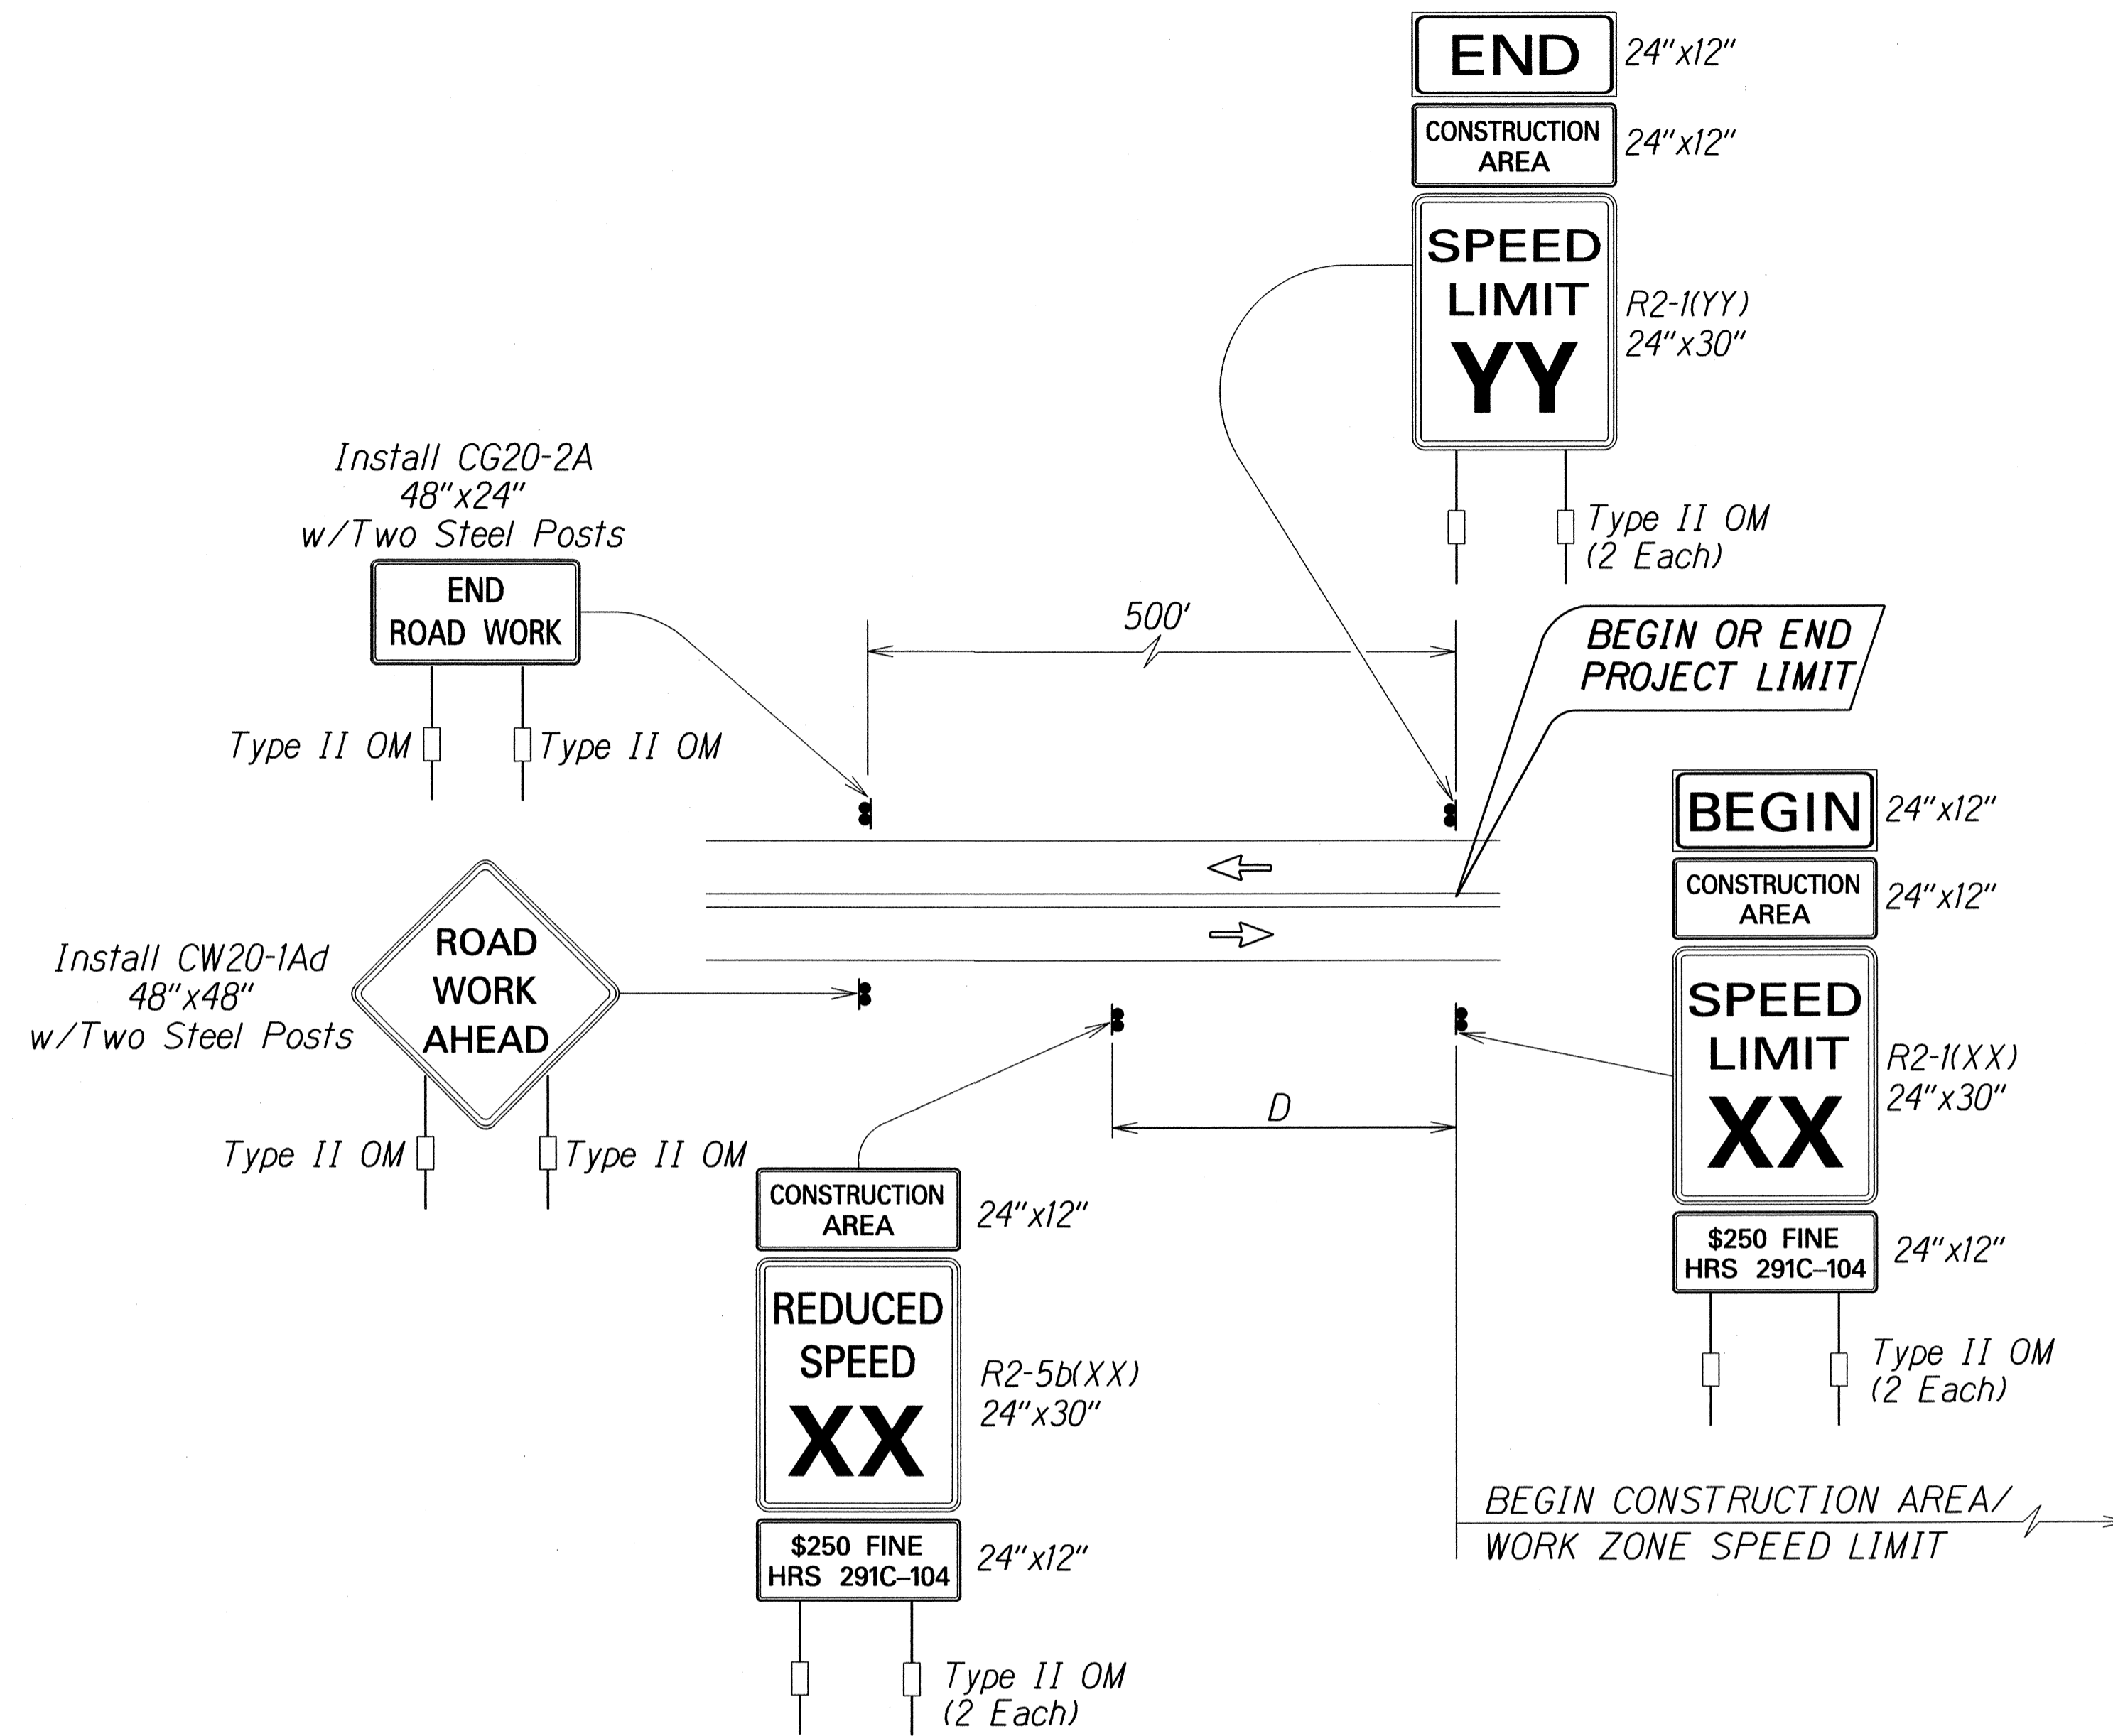 END
24"x12"
CONSTRUCTION
AREA
24"x12"
SPEED
LIMIT
YY
R2-1(YY)
24"x30"
Type II OM
(2 Each)
Install CG20-2A
48"x24"
w/Two Steel Posts
END
ROAD WORK
Type II OM
Type II OM
500'
BEGIN OR END
PROJECT LIMIT
BEGIN
24"x12"
CONSTRUCTION
AREA
24"x12"
SPEED
LIMIT
XX
R2-1(XX)
24"x30"
$250 FINE
HRS 291C–104
24"x12"
Type II OM
(2 Each)
Install CW20-1Ad
48"x48"
w/Two Steel Posts
ROAD
WORK
AHEAD
Type II OM
Type II OM
D
CONSTRUCTION
AREA
24"x12"
REDUCED
SPEED
XX
R2-5b(XX)
24"x30"
$250 FINE
HRS 291C–104
24"x12"
Type II OM
(2 Each)
BEGIN CONSTRUCTION AREA/
WORK ZONE SPEED LIMIT